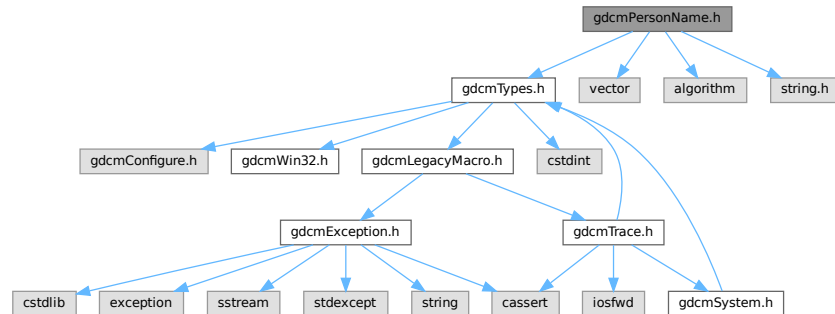 gdcmPersonName.h
gdcmTypes.h
vector
algorithm
string.h
gdcmConfigure.h
gdcmWin32.h
gdcmLegacyMacro.h
cstdint
gdcmException.h
gdcmTrace.h
cstdlib
exception
sstream
stdexcept
string
cassert
iosfwd
gdcmSystem.h